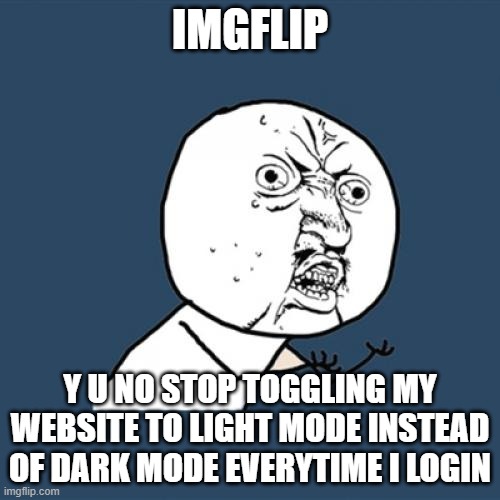 IMGFLIP
Y U NO STOP TOGGLING MY
WEBSITE TO LIGHT MODE INSTEAD
OF DARK MODE EVERYTIME I LOGIN
imgflip.com